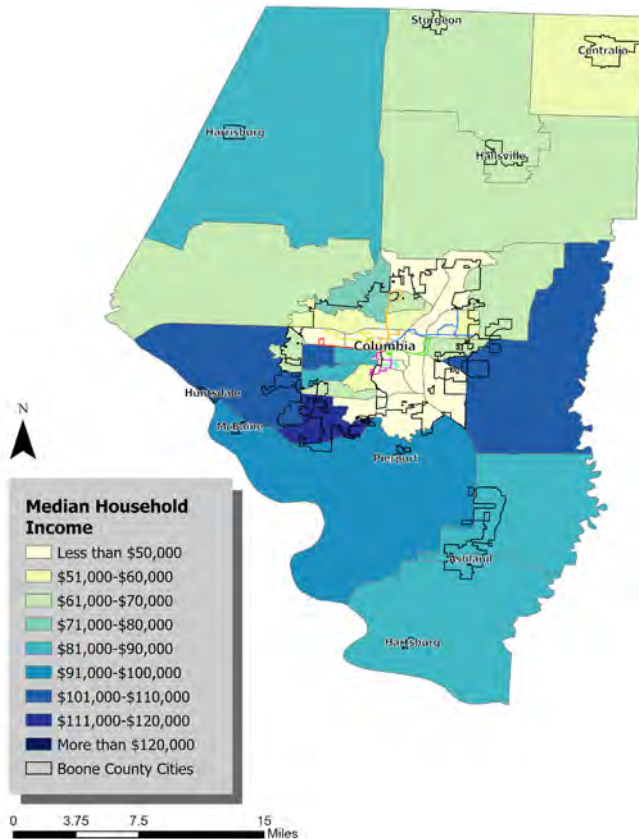 Sturgeon
Centralia
Harrisburg
Hallsville
Columbia
Huntsdale
McBaine
Pierpont
Ashland
Hartsburg
N
Median Household
Income
Less than $50,000
$51,000-$60,000
$61,000-$70,000
$71,000-$80,000
$81,000-$90,000
$91,000-$100,000
$101,000-$110,000
$111,000-$120,000
More than $120,000
Boone County Cities
0 3.75 7.5 15
Miles